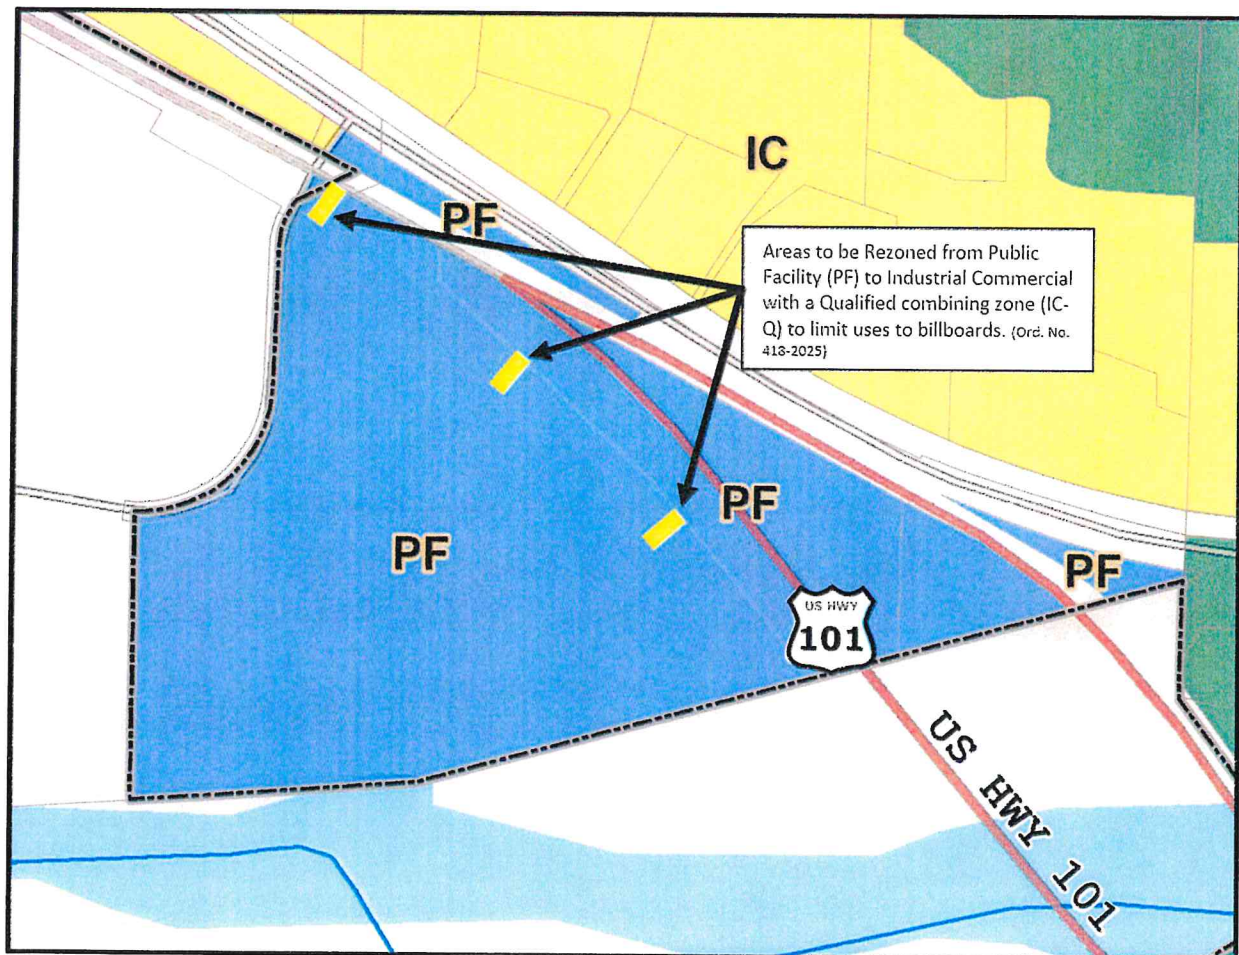 IC
PF
Areas to be Rezoned from Public
Facility (PF) to Industrial Commercial
with a Qualified combining zone (IC-
Q) to limit uses to billboards. (Ord. No.
418-2025)
PF
PF
PF
US HWY
101
US HWY 101